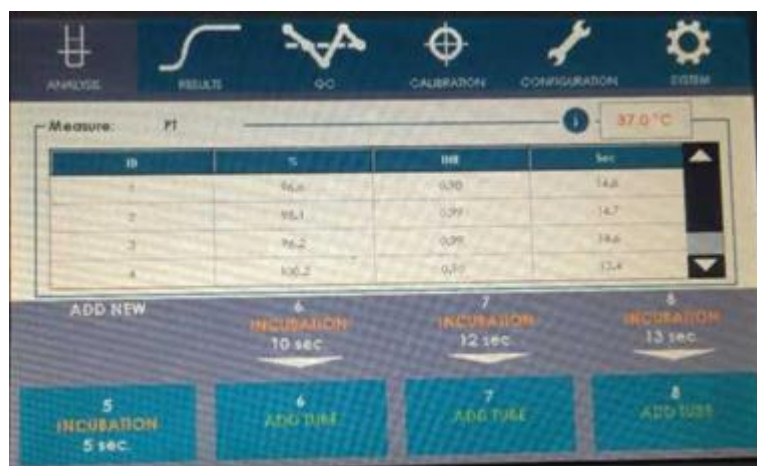 ANALYSIS RESULTS QC CALIBRATION CONFIGURATION SYSTEM
Measure: PT 37.0 °C
ID % INR Sec
1 96.6 0,98
2 98.1 0,99 14.7
3 96.2 0,99 14.6
4 100.2
ADD NEW 6 7 8
INCUBATION INCUBATION INCUBATION
10 sec 12 sec 13 sec
5 6 7 8
INCUBATION ADD TUBE ADD TUBE ADD TUBE
5 sec.